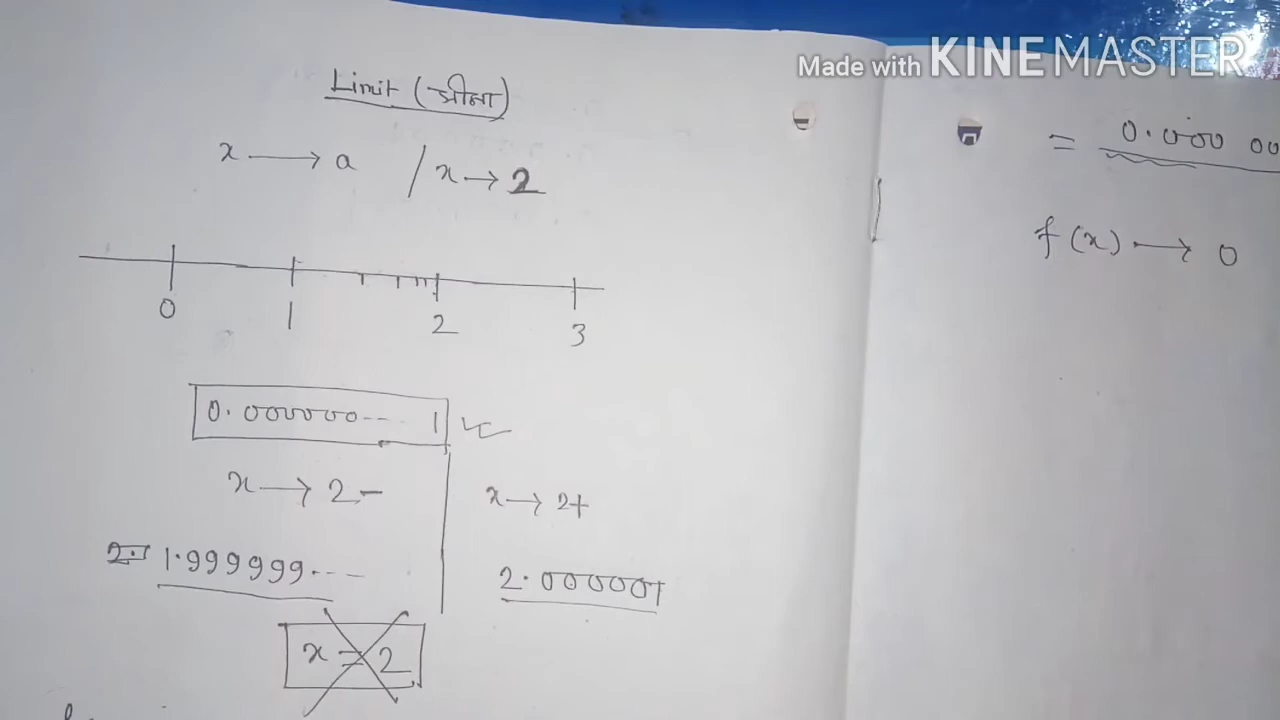 Made with KINEMASTER
Limit (सीमा)
x → a / x → 2
0 1 2 3
0.000000-- 1
x → 2-
x → 2+
1.999999.--
2.000001
x = 2
= 0.000 00
f(x) → 0